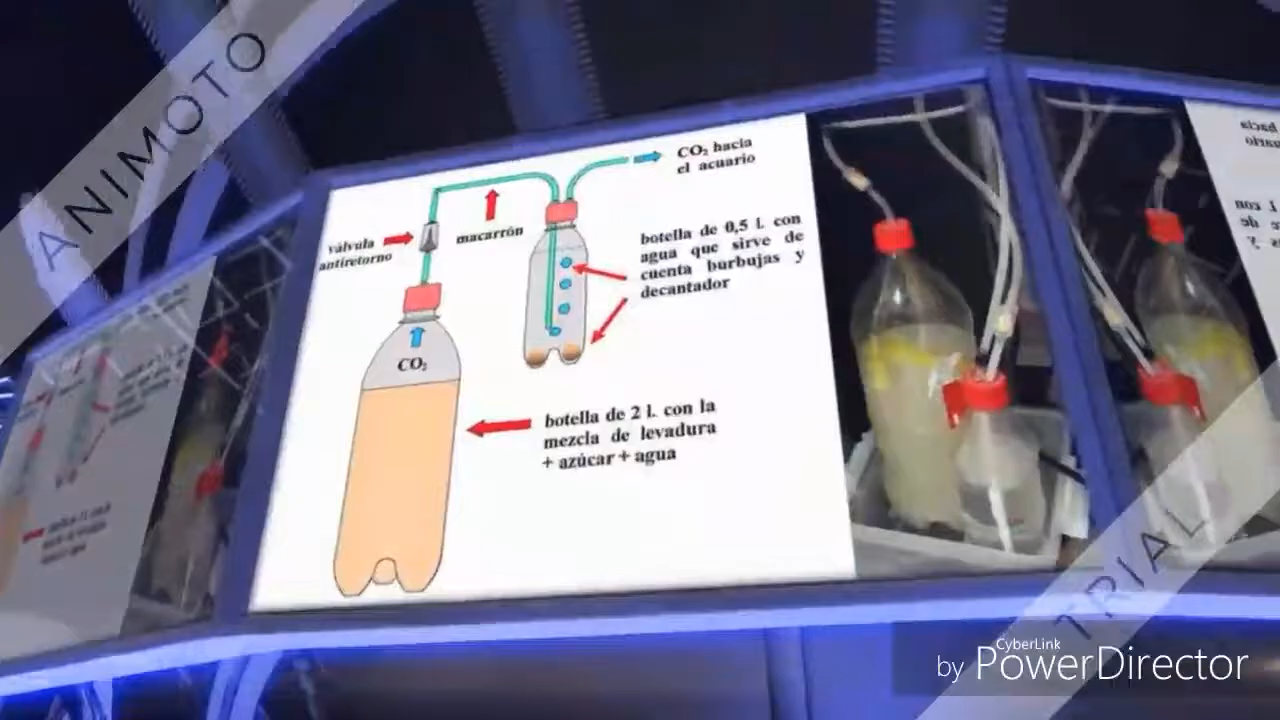 ANIMOTO
CO₂ hacia
el acuario
válvula
antiretorno
macarrón
botella de 0,5 l. con
agua que sirve de
cuenta burbujas y
decantador
CO₂
botella de 2 l. con la
mezcla de levadura
+ azúcar + agua
TRIAL
by CyberLink
PowerDirector